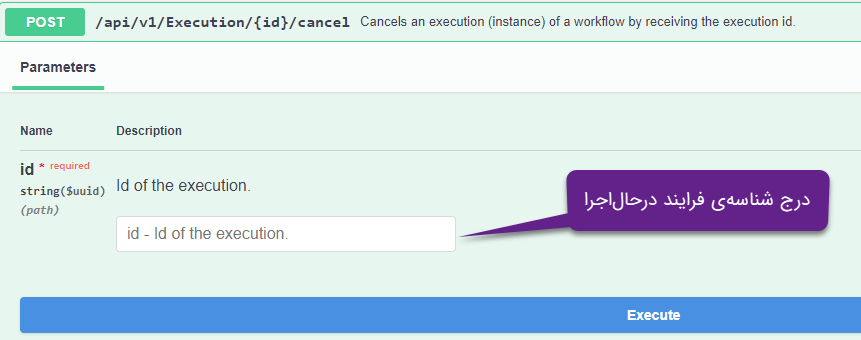 POST /api/v1/Execution/{id}/cancel Cancels an execution (instance) of a workflow by receiving the execution id.
Parameters
Name Description
id * required
string($uuid)
(path)
Id of the execution.
id - Id of the execution.
درج شناسه‌ی فرایند درحال‌اجرا
Execute